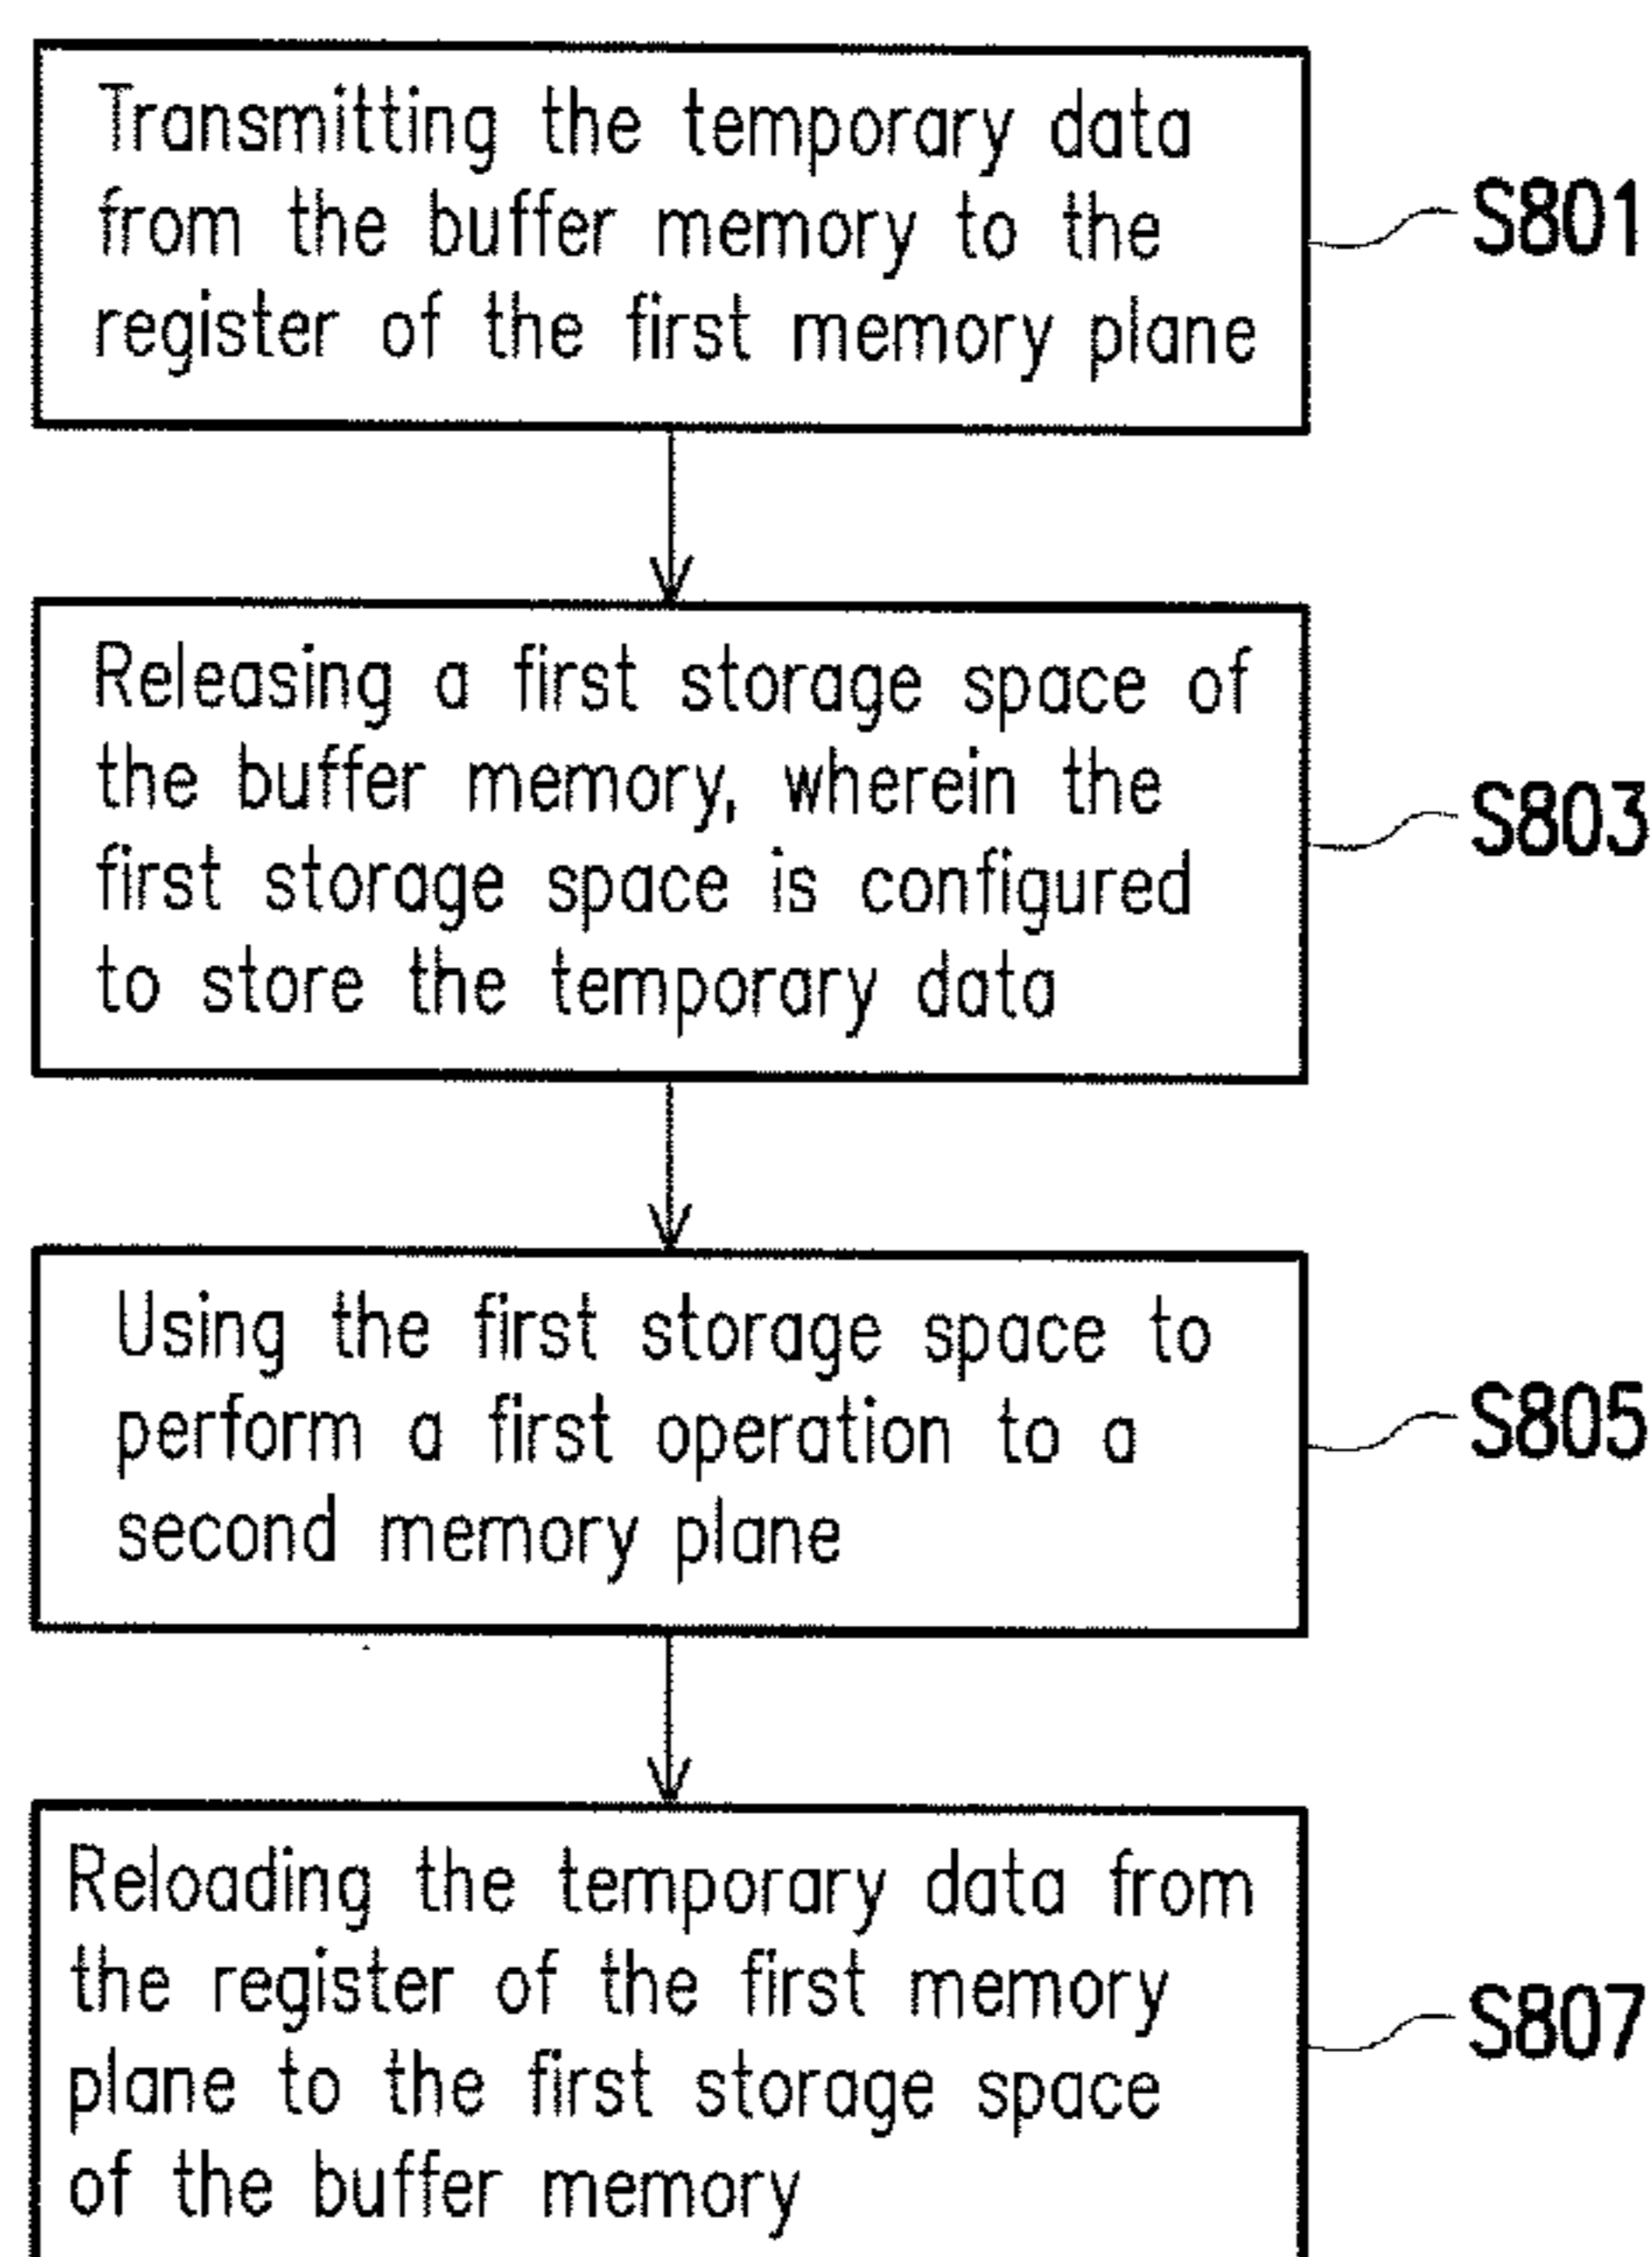 Transmitting the temporary data
from the buffer memory to the
register of the first memory plane
S801
Releasing a first storage space of
the buffer memory, wherein the
first storage space is configured
to store the temporary data
S803
Using the first storage space to
perform a first operation to a
second memory plane
S805
Reloading the temporary data from
the register of the first memory
plane to the first storage space
of the buffer memory
S807